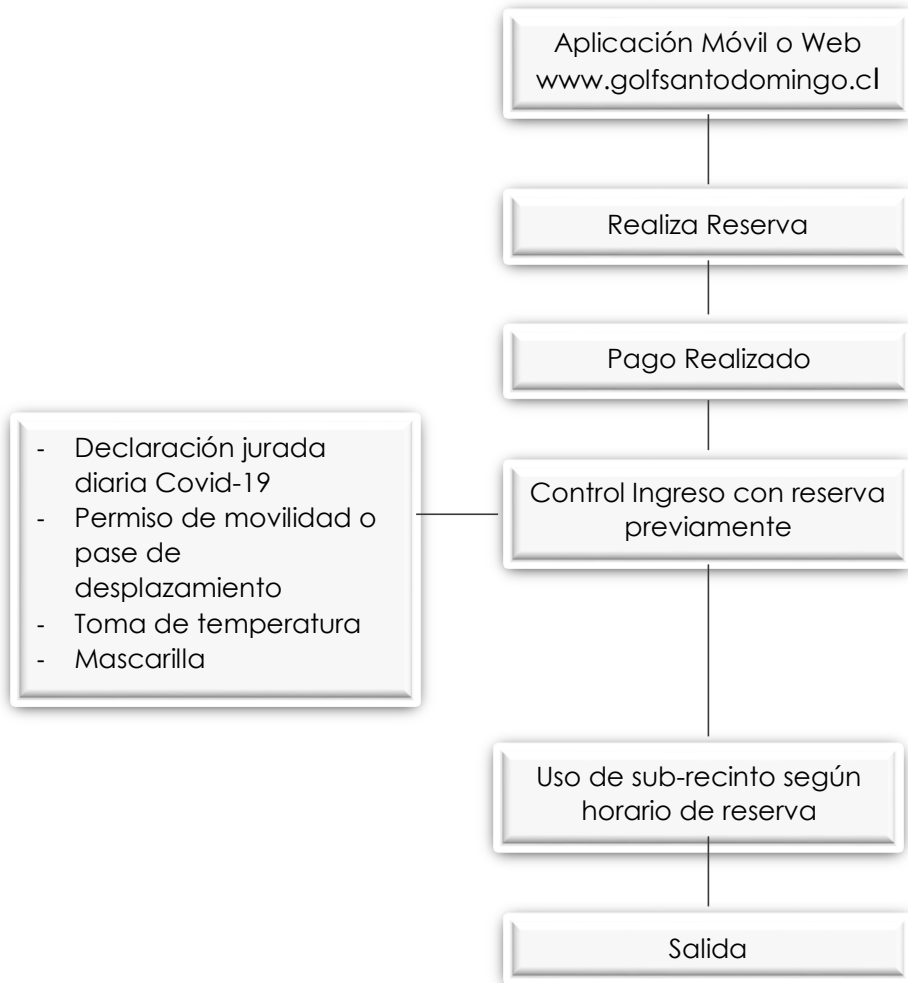 Aplicación Móvil o Web
www.golfsantodomingo.cl
Realiza Reserva
Pago Realizado
- Declaración jurada
diaria Covid-19
- Permiso de movilidad o
pase de
desplazamiento
- Toma de temperatura
- Mascarilla
Control Ingreso con reserva
previamente
Uso de sub-recinto según
horario de reserva
Salida